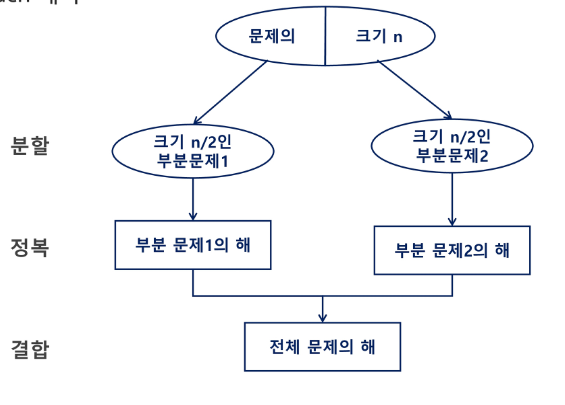 문제의 크기 n
분할
크기 n/2인
부분문제1
크기 n/2인
부분문제2
정복
부분 문제1의 해
부분 문제2의 해
결합
전체 문제의 해